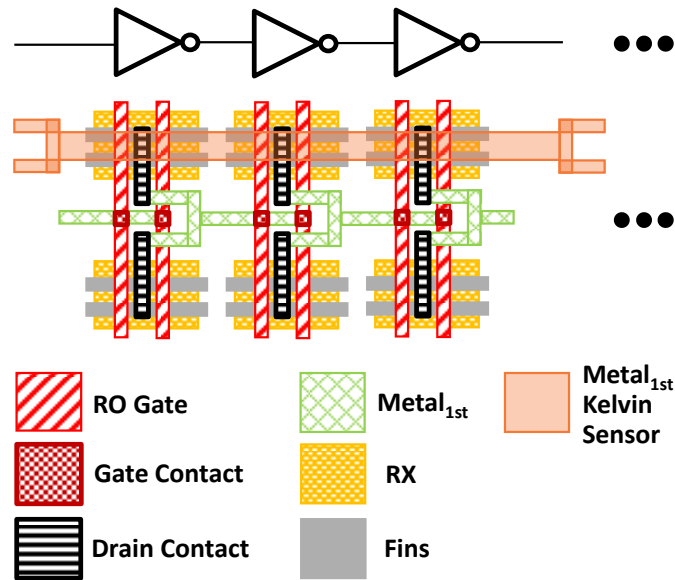 RO Gate
Metal1st
Metal1st
Kelvin
Sensor
Gate Contact
RX
Drain Contact
Fins